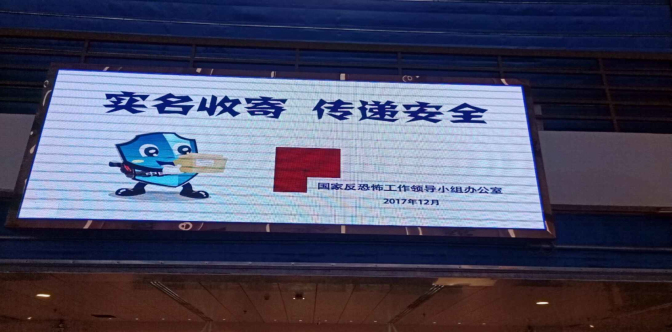 实名收寄 传递安全
国家反恐怖工作领导小组办公室
2017年12月